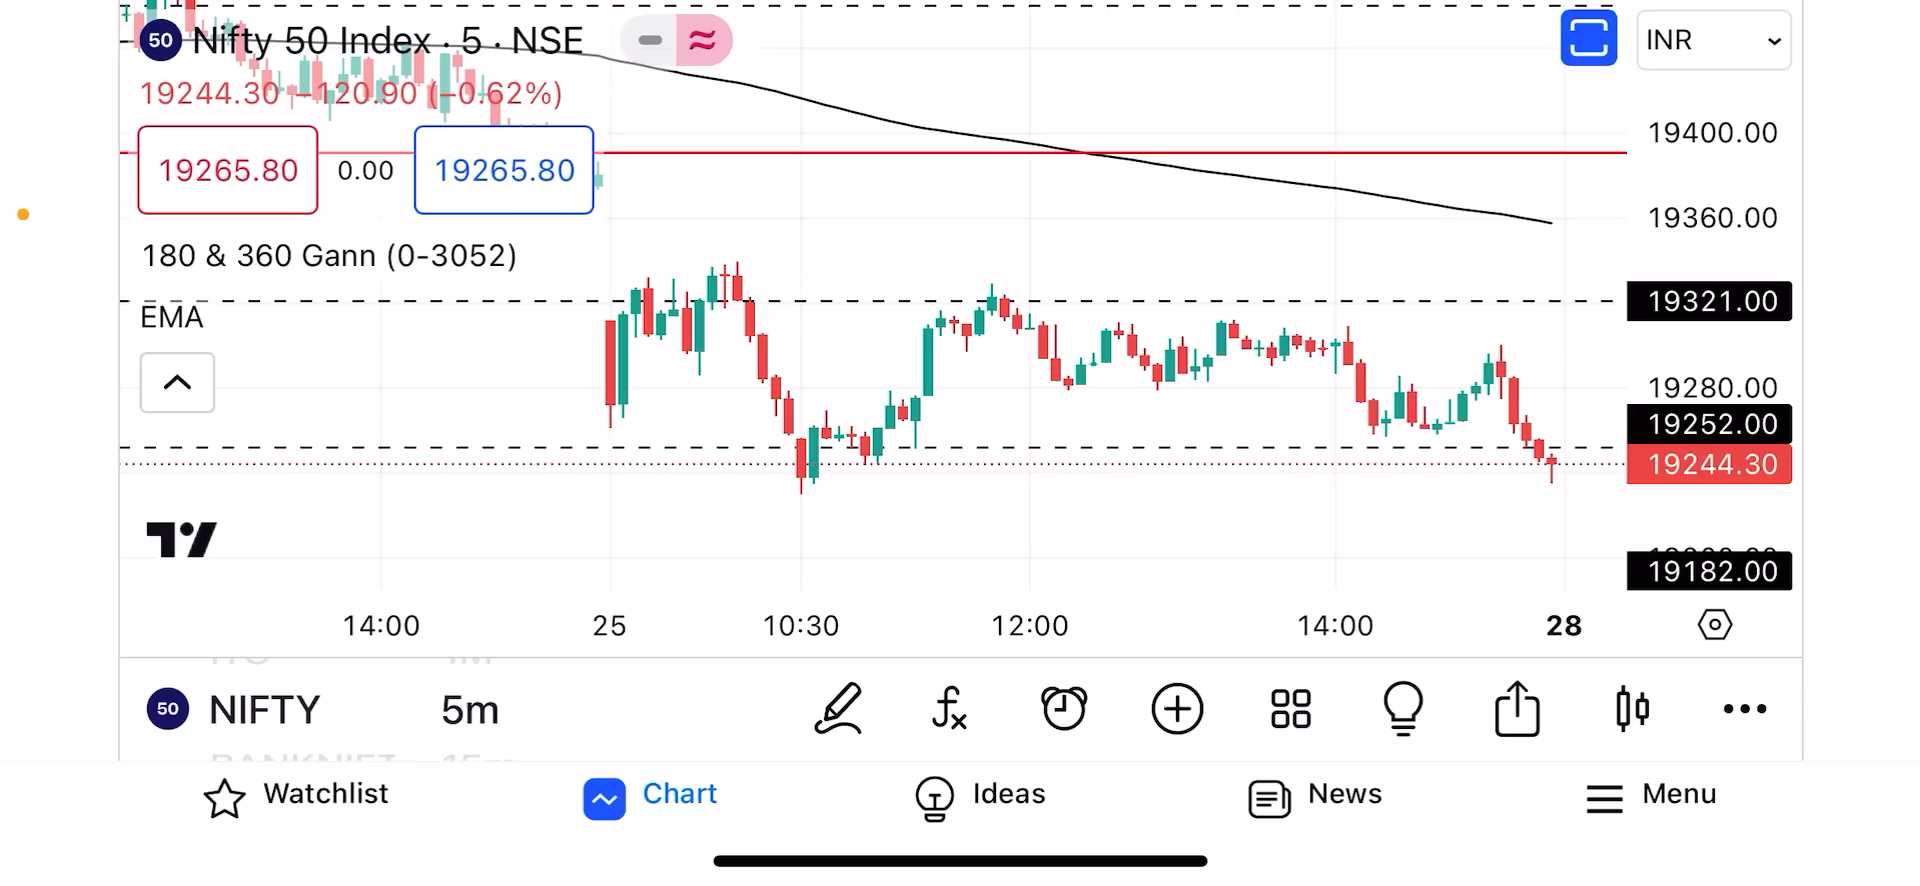 50 Nifty 50 Index · 5 · NSE
INR
19244.30 −120.90 (−0.62%)
19265.80 0.00 19265.80
180 & 360 Gann (0-3052)
EMA
19400.00
19360.00
19321.00
19280.00
19252.00
19244.30
19182.00
14:00 25 10:30 12:00 14:00 28
50 NIFTY 5m
Watchlist Chart Ideas News Menu